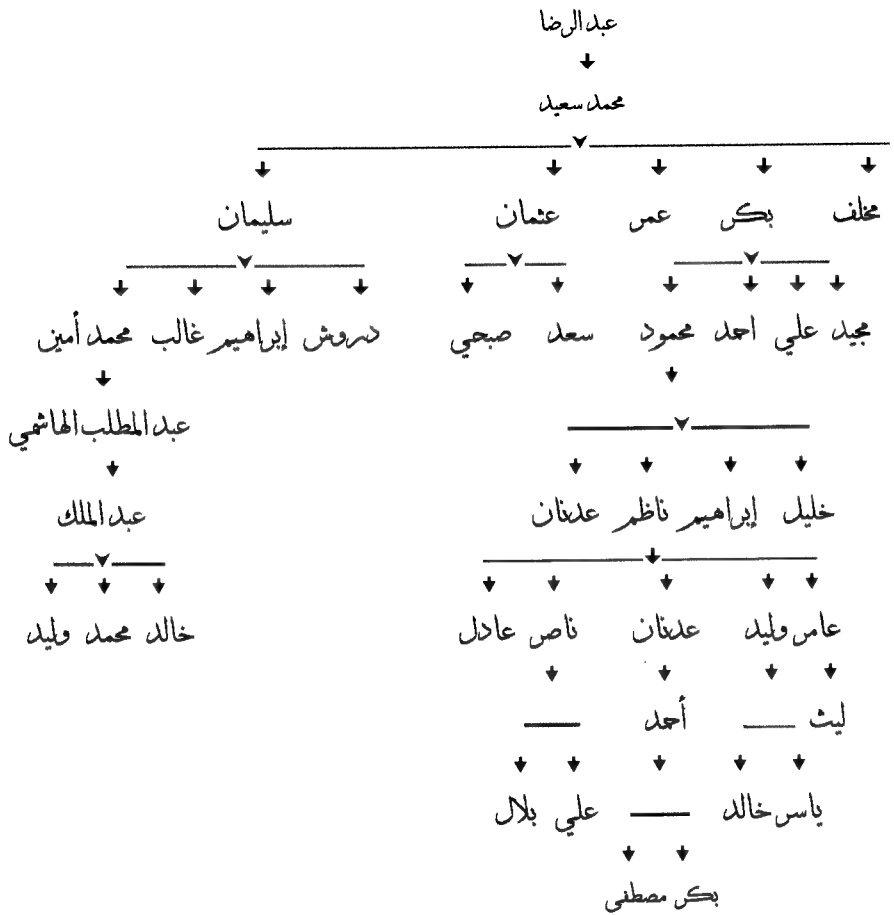 عبد الرضا
محمد سعيد
مخلف بكر عمر عثمان سليمان
مجيد علي احمد محمود سعد صبحي دروش إبراهيم غالب محمد أمين
عبد المطلب الهاشمي
خليل إبراهيم ناظم عدنان عبد الملك
عامر وليد عدنان ناصر عادل خالد محمد وليد
ليث أحمد
ياسر خالد علي بلال
بكر مصطفى